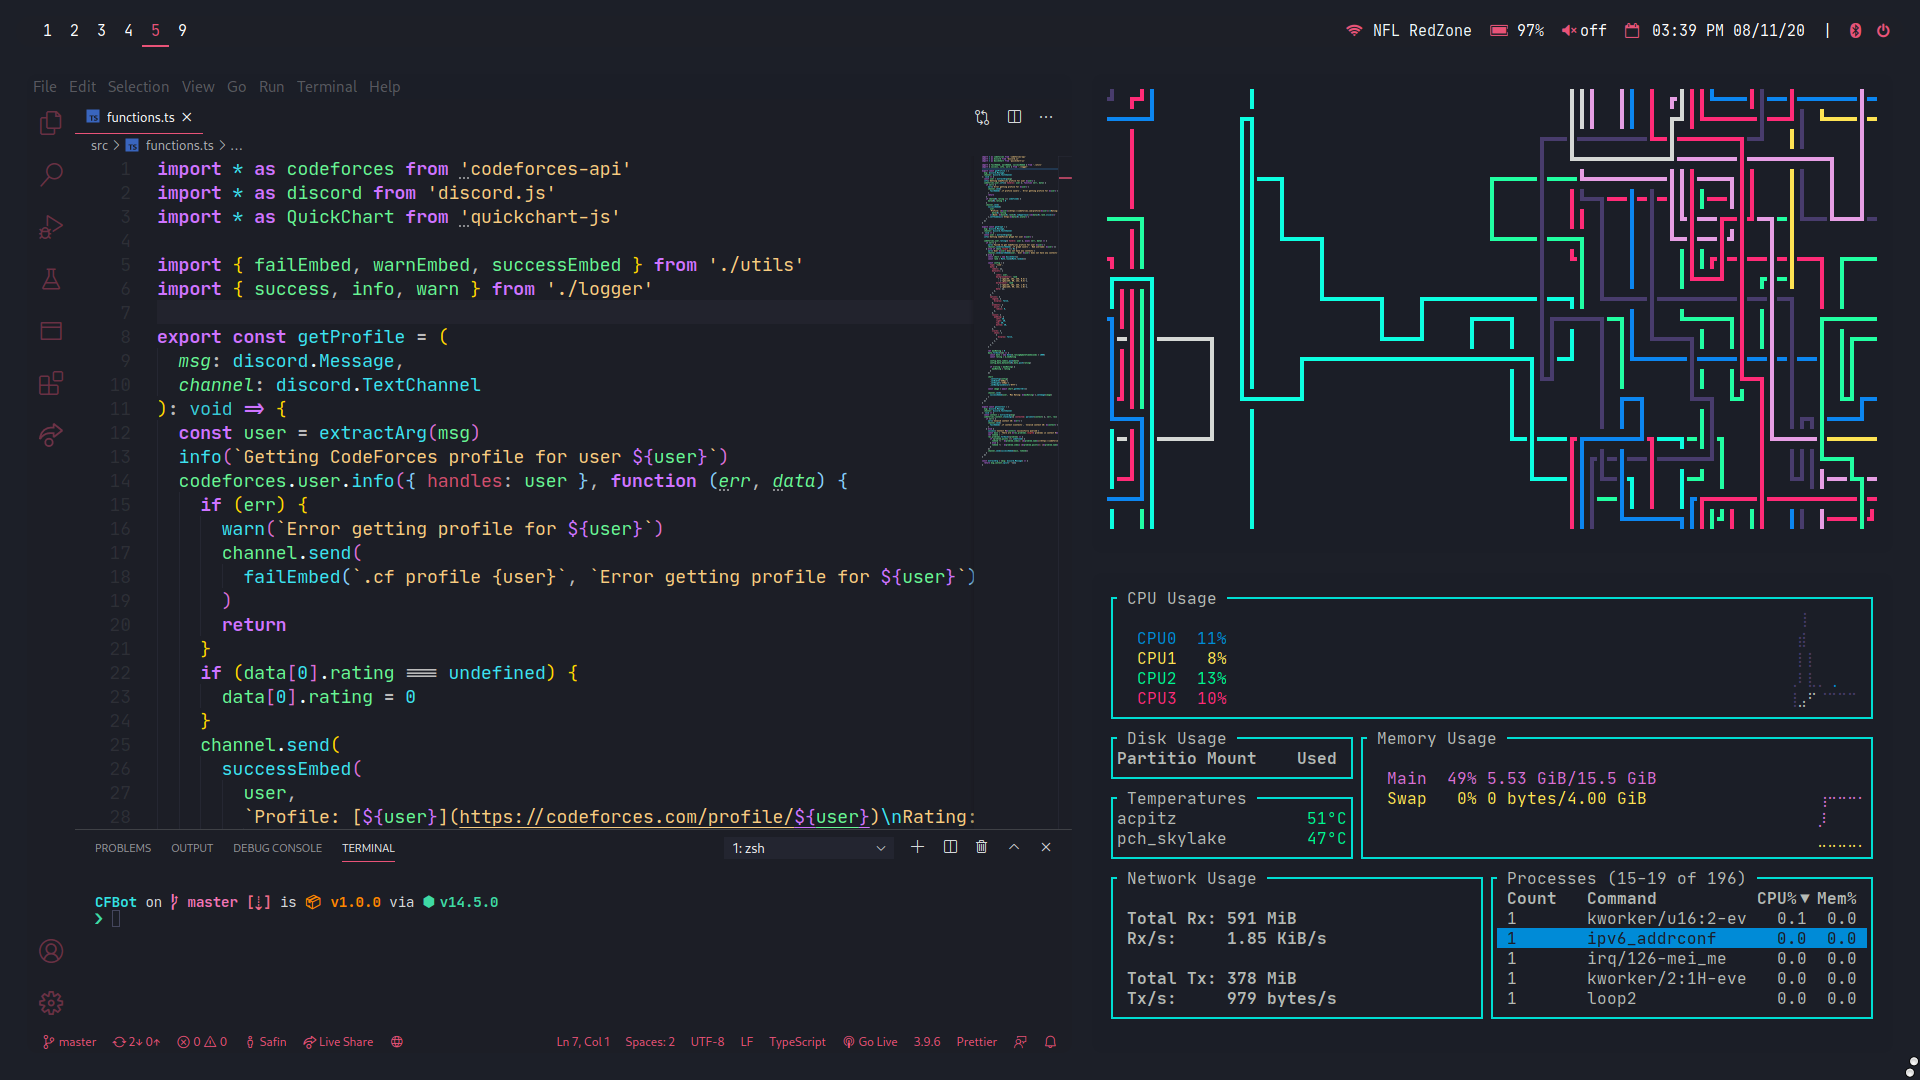 1 2 3 4 5 9
NFL RedZone 97% off 03:39 PM 08/11/20 |
File Edit Selection View Go Run Terminal Help
TS functions.ts
src > TS functions.ts > ...
1 import * as codeforces from 'codeforces-api'
2 import * as discord from 'discord.js'
3 import * as QuickChart from 'quickchart-js'
4
5 import { failEmbed, warnEmbed, successEmbed } from './utils'
6 import { success, info, warn } from './logger'
7
8 export const getProfile = (
9 msg: discord.Message,
10 channel: discord.TextChannel
11 ): void => {
12 const user = extractArg(msg)
13 info(`Getting CodeForces profile for user ${user}`)
14 codeforces.user.info({ handles: user }, function (err, data) {
15 if (err) {
16 warn(`Error getting profile for ${user}`)
17 channel.send(
18 failEmbed(`.cf profile {user}`, `Error getting profile for ${user}`)
19 )
20 return
21 }
22 if (data[0].rating === undefined) {
23 data[0].rating = 0
24 }
25 channel.send(
26 successEmbed(
27 user,
28 `Profile: [${user}](https://codeforces.com/profile/${user})\nRating:
PROBLEMS OUTPUT DEBUG CONSOLE TERMINAL
1: zsh
CFBot on master [⇣] is v1.0.0 via v14.5.0
❯
master 2↓ 0↑ 0 0 Safin Live Share
Ln 7, Col 1 Spaces: 2 UTF-8 LF TypeScript Go Live 3.9.6 Prettier
CPU Usage
CPU0 11%
CPU1 8%
CPU2 13%
CPU3 10%
Disk Usage
Partitio Mount Used
Temperatures
acpitz 51°C
pch_skylake 47°C
Memory Usage
Main 49% 5.53 GiB/15.5 GiB
Swap 0% 0 bytes/4.00 GiB
Network Usage
Total Rx: 591 MiB
Rx/s: 1.85 KiB/s
Total Tx: 378 MiB
Tx/s: 979 bytes/s
Processes (15-19 of 196)
Count Command CPU%▼ Mem%
1 kworker/u16:2-ev 0.1 0.0
1 ipv6_addrconf 0.0 0.0
1 irq/126-mei_me 0.0 0.0
1 kworker/2:1H-eve 0.0 0.0
1 loop2 0.0 0.0